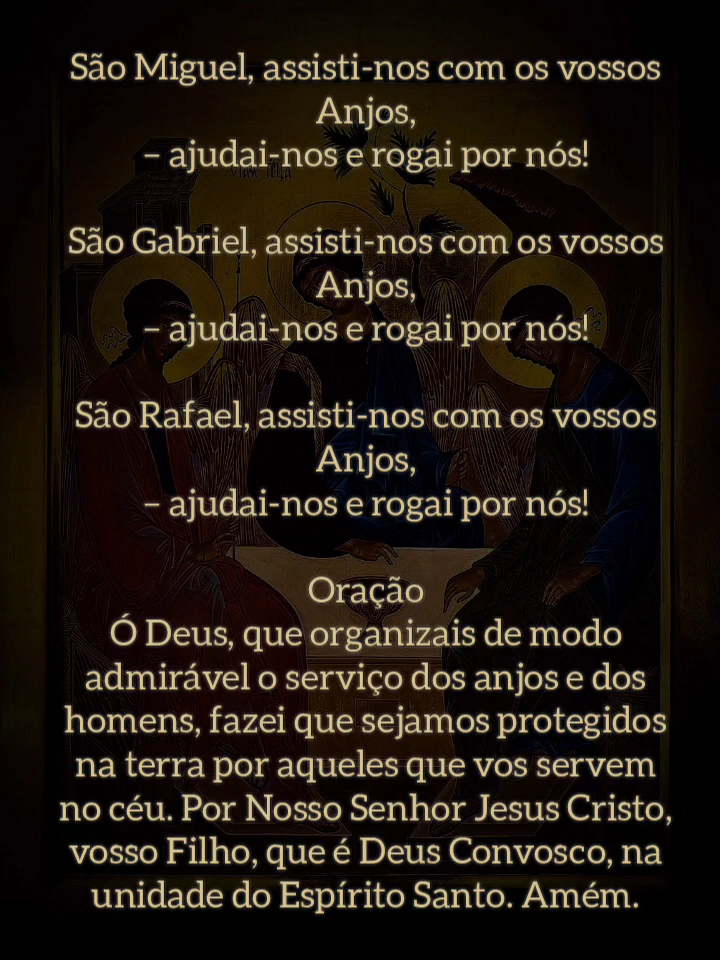 São Miguel, assisti-nos com os vossos
Anjos,
– ajudai-nos e rogai por nós!
São Gabriel, assisti-nos com os vossos
Anjos,
– ajudai-nos e rogai por nós!
São Rafael, assisti-nos com os vossos
Anjos,
– ajudai-nos e rogai por nós!
Oração
Ó Deus, que organizais de modo
admirável o serviço dos anjos e dos
homens, fazei que sejamos protegidos
na terra por aqueles que vos servem
no céu. Por Nosso Senhor Jesus Cristo,
vosso Filho, que é Deus Convosco, na
unidade do Espírito Santo. Amém.